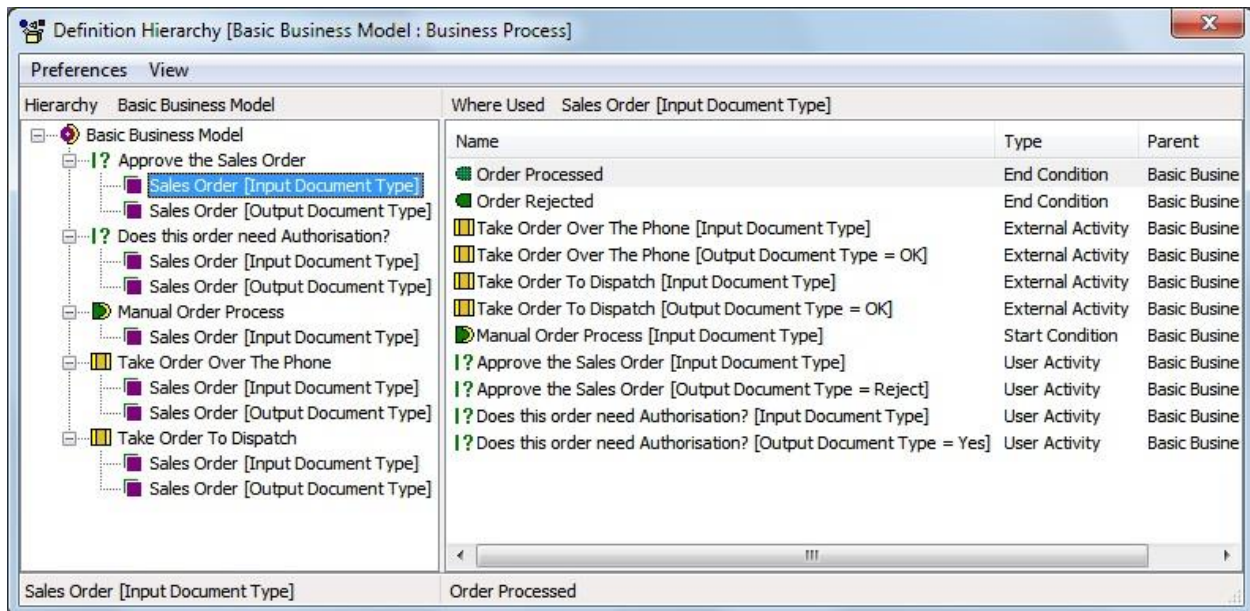 Definition Hierarchy [Basic Business Model : Business Process]
Preferences View
Hierarchy Basic Business Model
Basic Business Model
Approve the Sales Order
Sales Order [Input Document Type]
Sales Order [Output Document Type]
Does this order need Authorisation?
Sales Order [Input Document Type]
Sales Order [Output Document Type]
Manual Order Process
Sales Order [Input Document Type]
Take Order Over The Phone
Sales Order [Input Document Type]
Sales Order [Output Document Type]
Take Order To Dispatch
Sales Order [Input Document Type]
Sales Order [Output Document Type]
Where Used Sales Order [Input Document Type]
Name Type Parent
Order Processed End Condition Basic Busine
Order Rejected End Condition Basic Busine
Take Order Over The Phone [Input Document Type] External Activity Basic Busine
Take Order Over The Phone [Output Document Type = OK] External Activity Basic Busine
Take Order To Dispatch [Input Document Type] External Activity Basic Busine
Take Order To Dispatch [Output Document Type = OK] External Activity Basic Busine
Manual Order Process [Input Document Type] Start Condition Basic Busine
Approve the Sales Order [Input Document Type] User Activity Basic Busine
Approve the Sales Order [Output Document Type = Reject] User Activity Basic Busine
Does this order need Authorisation? [Input Document Type] User Activity Basic Busine
Does this order need Authorisation? [Output Document Type = Yes] User Activity Basic Busine
Sales Order [Input Document Type] Order Processed